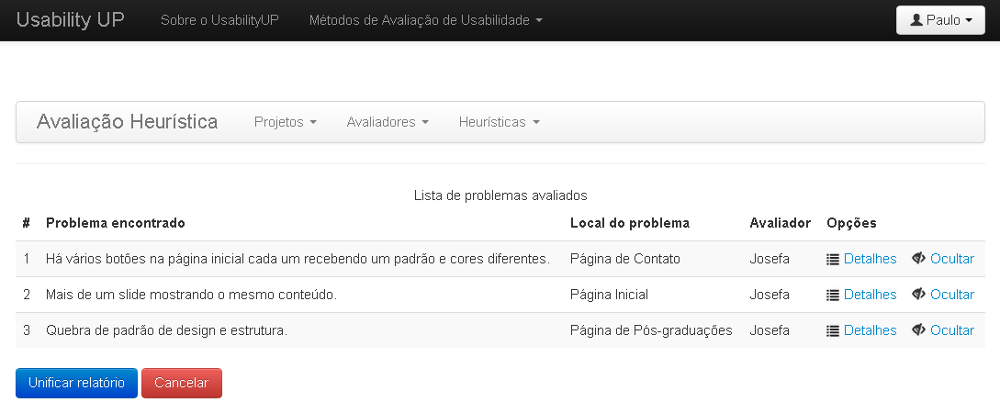 Usability UP Sobre o UsabilityUP Métodos de Avaliação de Usabilidade Paulo
Avaliação Heurística Projetos Avaliadores Heurísticas
Lista de problemas avaliados
# Problema encontrado Local do problema Avaliador Opções
1 Há vários botões na página inicial cada um recebendo um padrão e cores diferentes. Página de Contato Josefa Detalhes Ocultar
2 Mais de um slide mostrando o mesmo conteúdo. Página Inicial Josefa Detalhes Ocultar
3 Quebra de padrão de design e estrutura. Página de Pós-graduações Josefa Detalhes Ocultar
Unificar relatório Cancelar